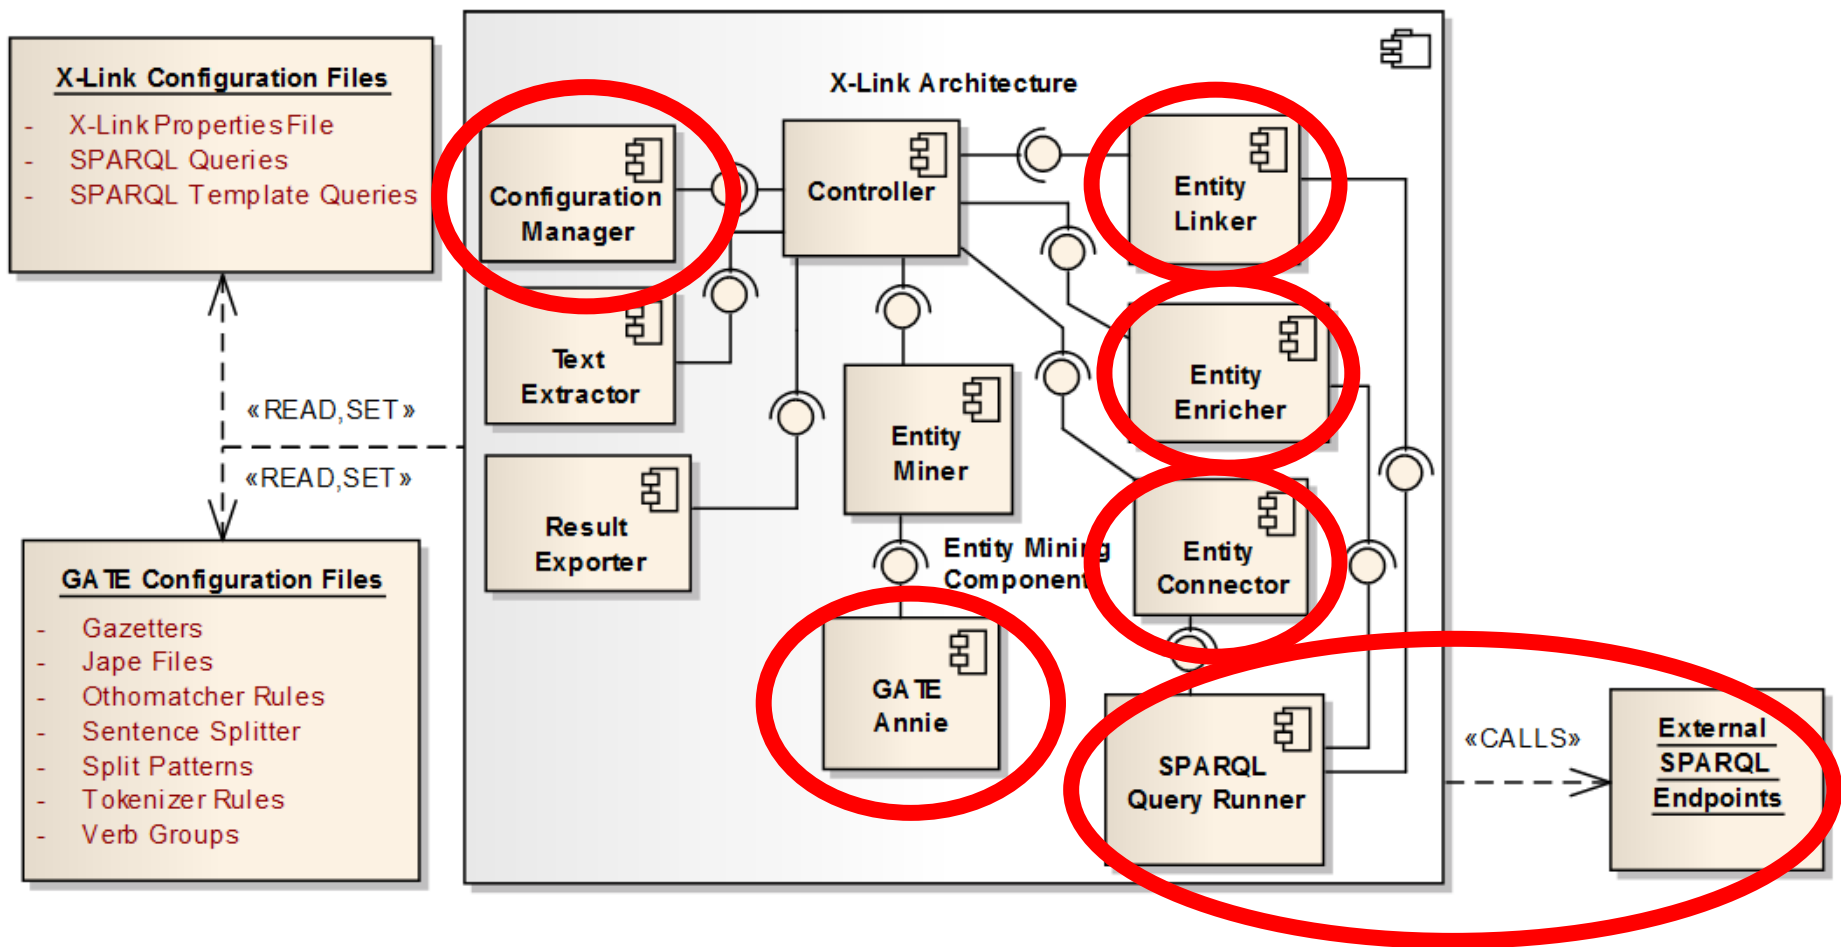 X-Link Configuration Files
- X-Link Properties File
- SPARQL Queries
- SPARQL Template Queries
«READ,SET»
«READ,SET»
GATE Configuration Files
- Gazetters
- Jape Files
- Othomatcher Rules
- Sentence Splitter
- Split Patterns
- Tokenizer Rules
- Verb Groups
X-Link Architecture
Configuration
Manager
Controller
Entity
Linker
Text
Extractor
Entity
Enricher
Entity
Miner
Result
Exporter
Entity Mining
Component
Entity
Connector
GATE
Annie
SPARQL
Query Runner
«CALLS»
External
SPARQL
Endpoints